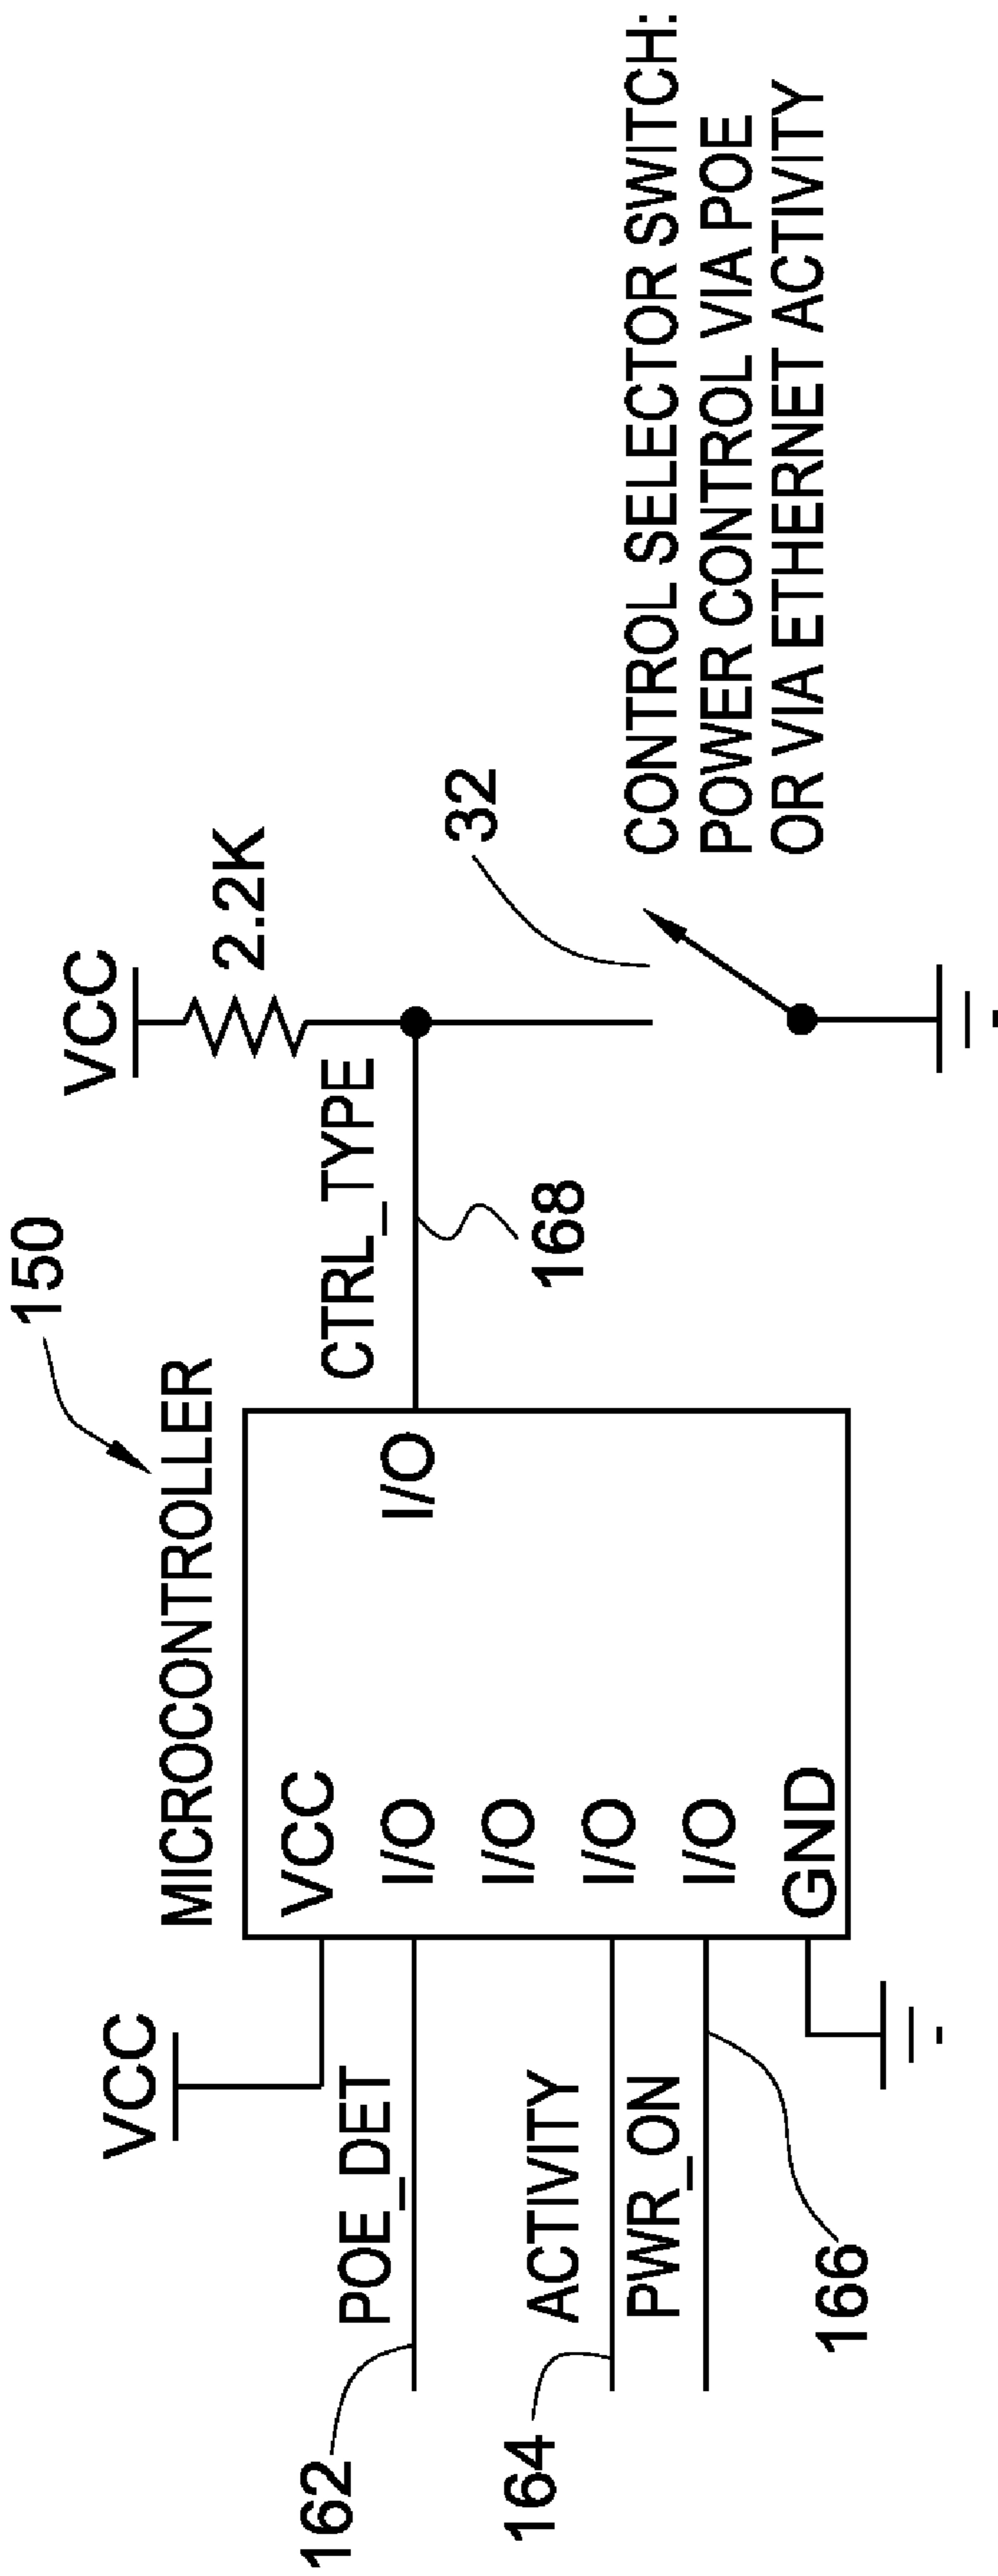 150
MICROCONTROLLER
VCC
VCC
VCC
2.2K
POE_DET
I/O
I/O
CTRL_TYPE
162
168
32
I/O
ACTIVITY
I/O
164
PWR_ON
I/O
166
GND
CONTROL SELECTOR SWITCH:
POWER CONTROL VIA POE
OR VIA ETHERNET ACTIVITY